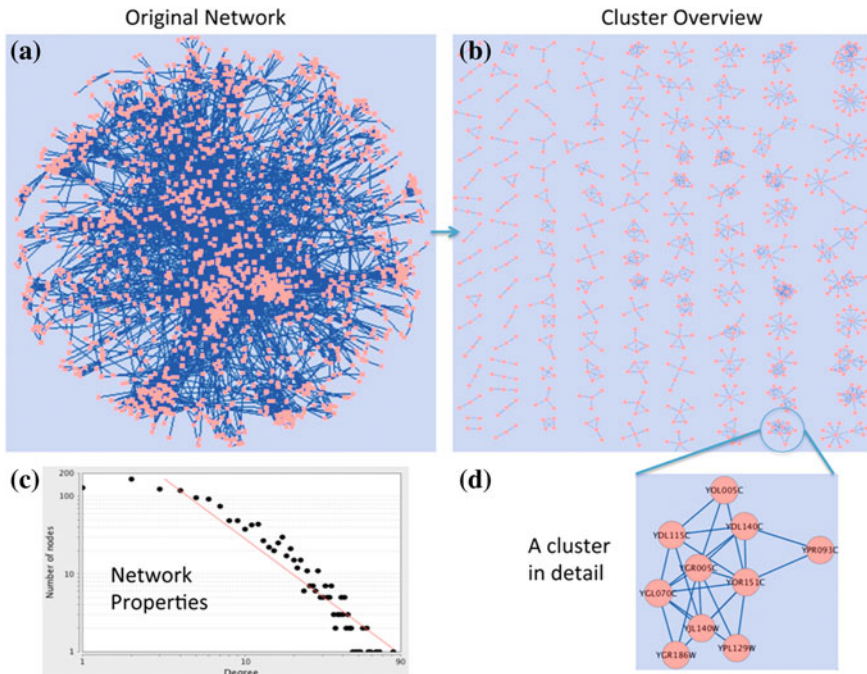 Original Network
Cluster Overview
(a)
(b)
(c)
200
100
10
1
1
10
90
Number of nodes
Degree
Network
Properties
(d)
A cluster
in detail
YOL005C
YDL115C
YDL140C
YPR093C
YGR005C
YOR151C
YGL070C
YJL140W
YGR186W
YPL129W